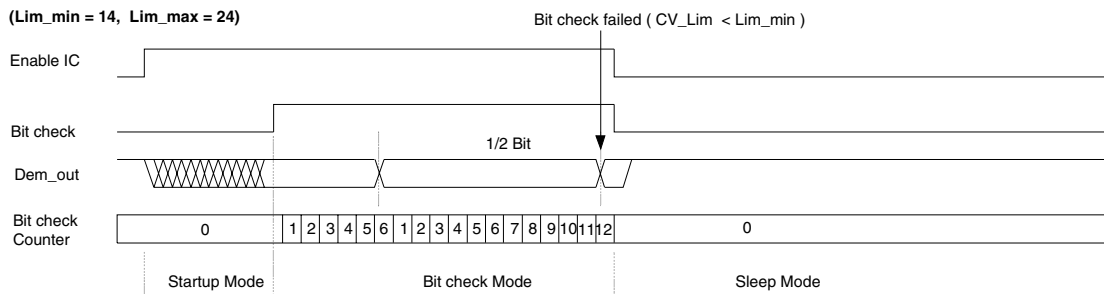 (Lim_min = 14, Lim_max = 24)
Bit check failed ( CV_Lim < Lim_min )
Enable IC
Bit check
1/2 Bit
Dem_out
Bit check
Counter
0 1 2 3 4 5 6 1 2 3 4 5 6 7 8 9 10 11 12 0
Startup Mode Bit check Mode Sleep Mode